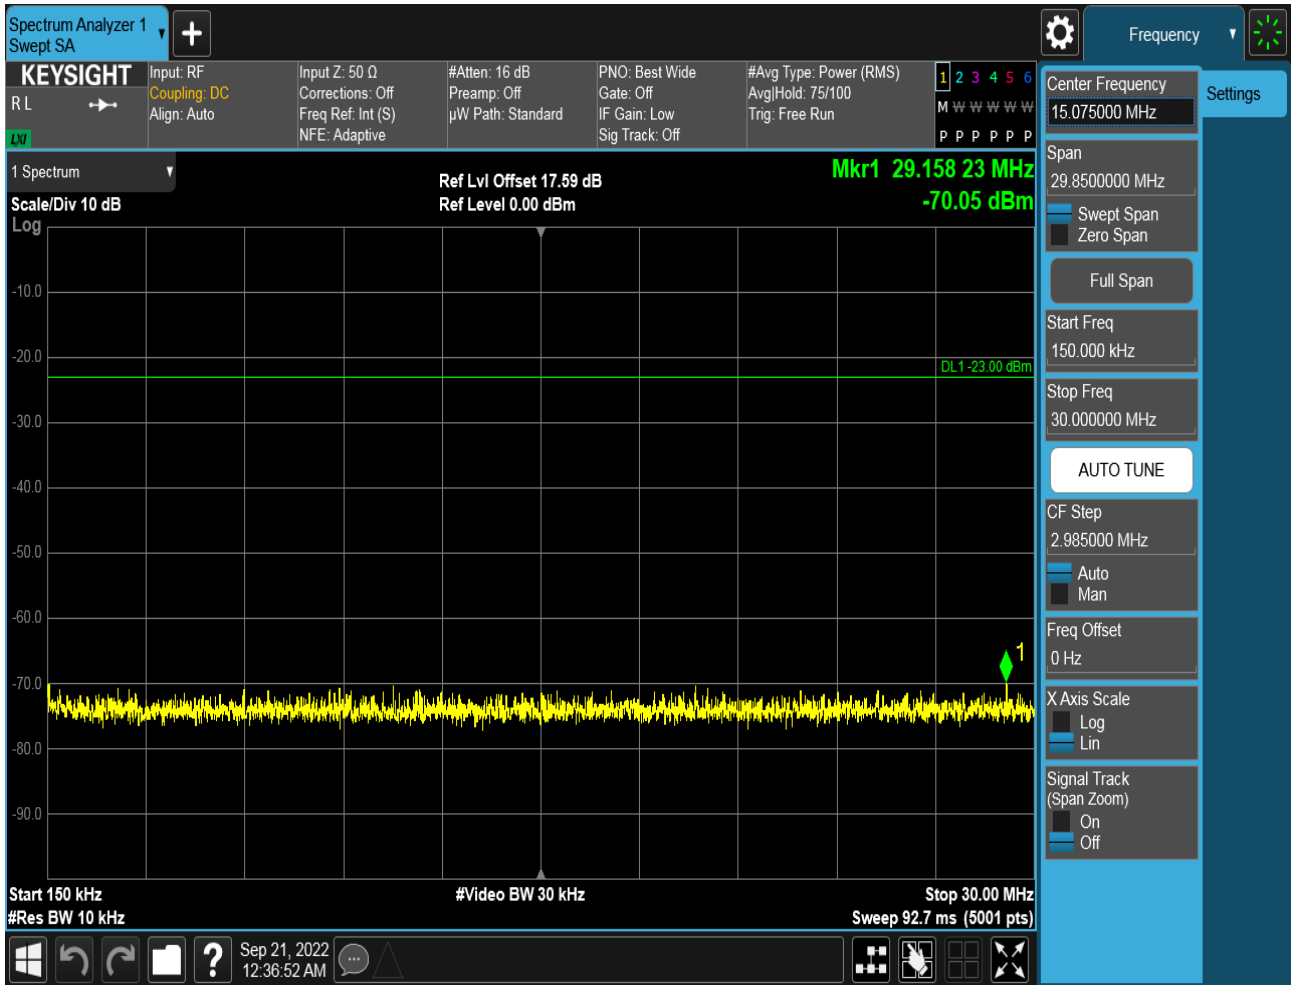 Spectrum Analyzer 1
Swept SA
Frequency
KEYSIGHT
R L
LXI
Input: RF
Coupling: DC
Align: Auto
Input Z: 50 Ω
Corrections: Off
Freq Ref: Int (S)
NFE: Adaptive
#Atten: 16 dB
Preamp: Off
µW Path: Standard
PNO: Best Wide
Gate: Off
IF Gain: Low
Sig Track: Off
#Avg Type: Power (RMS)
Avg|Hold: 75/100
Trig: Free Run
1 2 3 4 5 6
M W W W W W
P P P P P P
Center Frequency
15.075000 MHz
Settings
Span
29.8500000 MHz
Swept Span
Zero Span
Full Span
Start Freq
150.000 kHz
Stop Freq
30.000000 MHz
AUTO TUNE
CF Step
2.985000 MHz
Auto
Man
Freq Offset
0 Hz
X Axis Scale
Log
Lin
Signal Track
(Span Zoom)
On
Off
1 Spectrum
Scale/Div 10 dB
Log
Ref Lvl Offset 17.59 dB
Ref Level 0.00 dBm
Mkr1 29.158 23 MHz
-70.05 dBm
-10.0
-20.0
DL1 -23.00 dBm
-30.0
-40.0
-50.0
-60.0
1
-70.0
-80.0
-90.0
Start 150 kHz
#Video BW 30 kHz
Stop 30.00 MHz
#Res BW 10 kHz
Sweep 92.7 ms (5001 pts)
?
Sep 21, 2022
12:36:52 AM